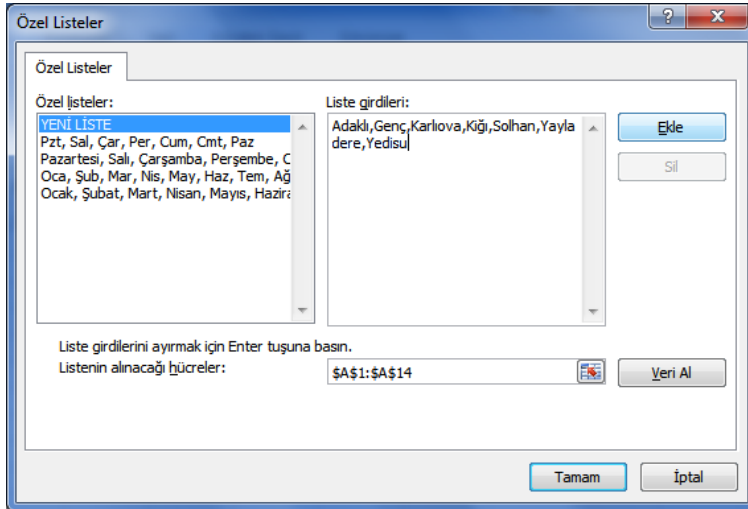 Özel Listeler
Özel Listeler
Özel listeler:
YENİ LİSTE
Pzt, Sal, Çar, Per, Cum, Cmt, Paz
Pazartesi, Salı, Çarşamba, Perşembe, C
Oca, Şub, Mar, Nis, May, Haz, Tem, Ağ
Ocak, Şubat, Mart, Nisan, Mayıs, Hazira
Liste girdileri:
Adaklı,Genç,Karlıova,Kiğı,Solhan,Yayla
dere,Yedisu
Ekle
Sil
Liste girdilerini ayırmak için Enter tuşuna basın.
Listenin alınacağı hücreler:
$A$1:$A$14
Veri Al
Tamam
İptal